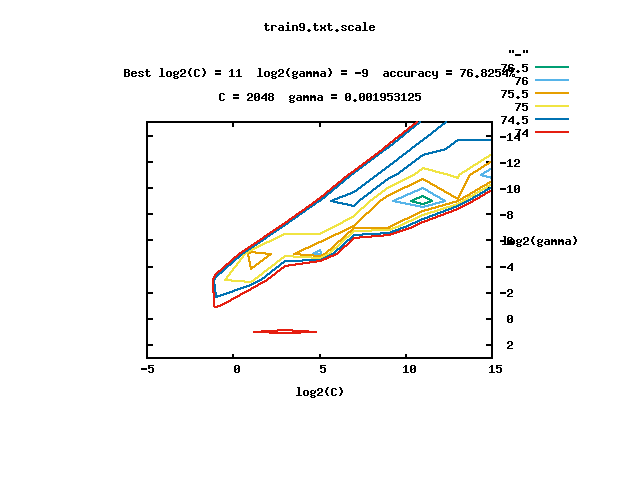 train9.txt.scale
"-"
Best log2(C) = 11  log2(gamma) = -9  accuracy = 76.8254%
76.5
76
C = 2048  gamma = 0.001953125
75.5
75
74.5
74
-14
-12
-10
-8
-6
log2(gamma)
-4
-2
0
2
-5 0 5 10 15
log2(C)